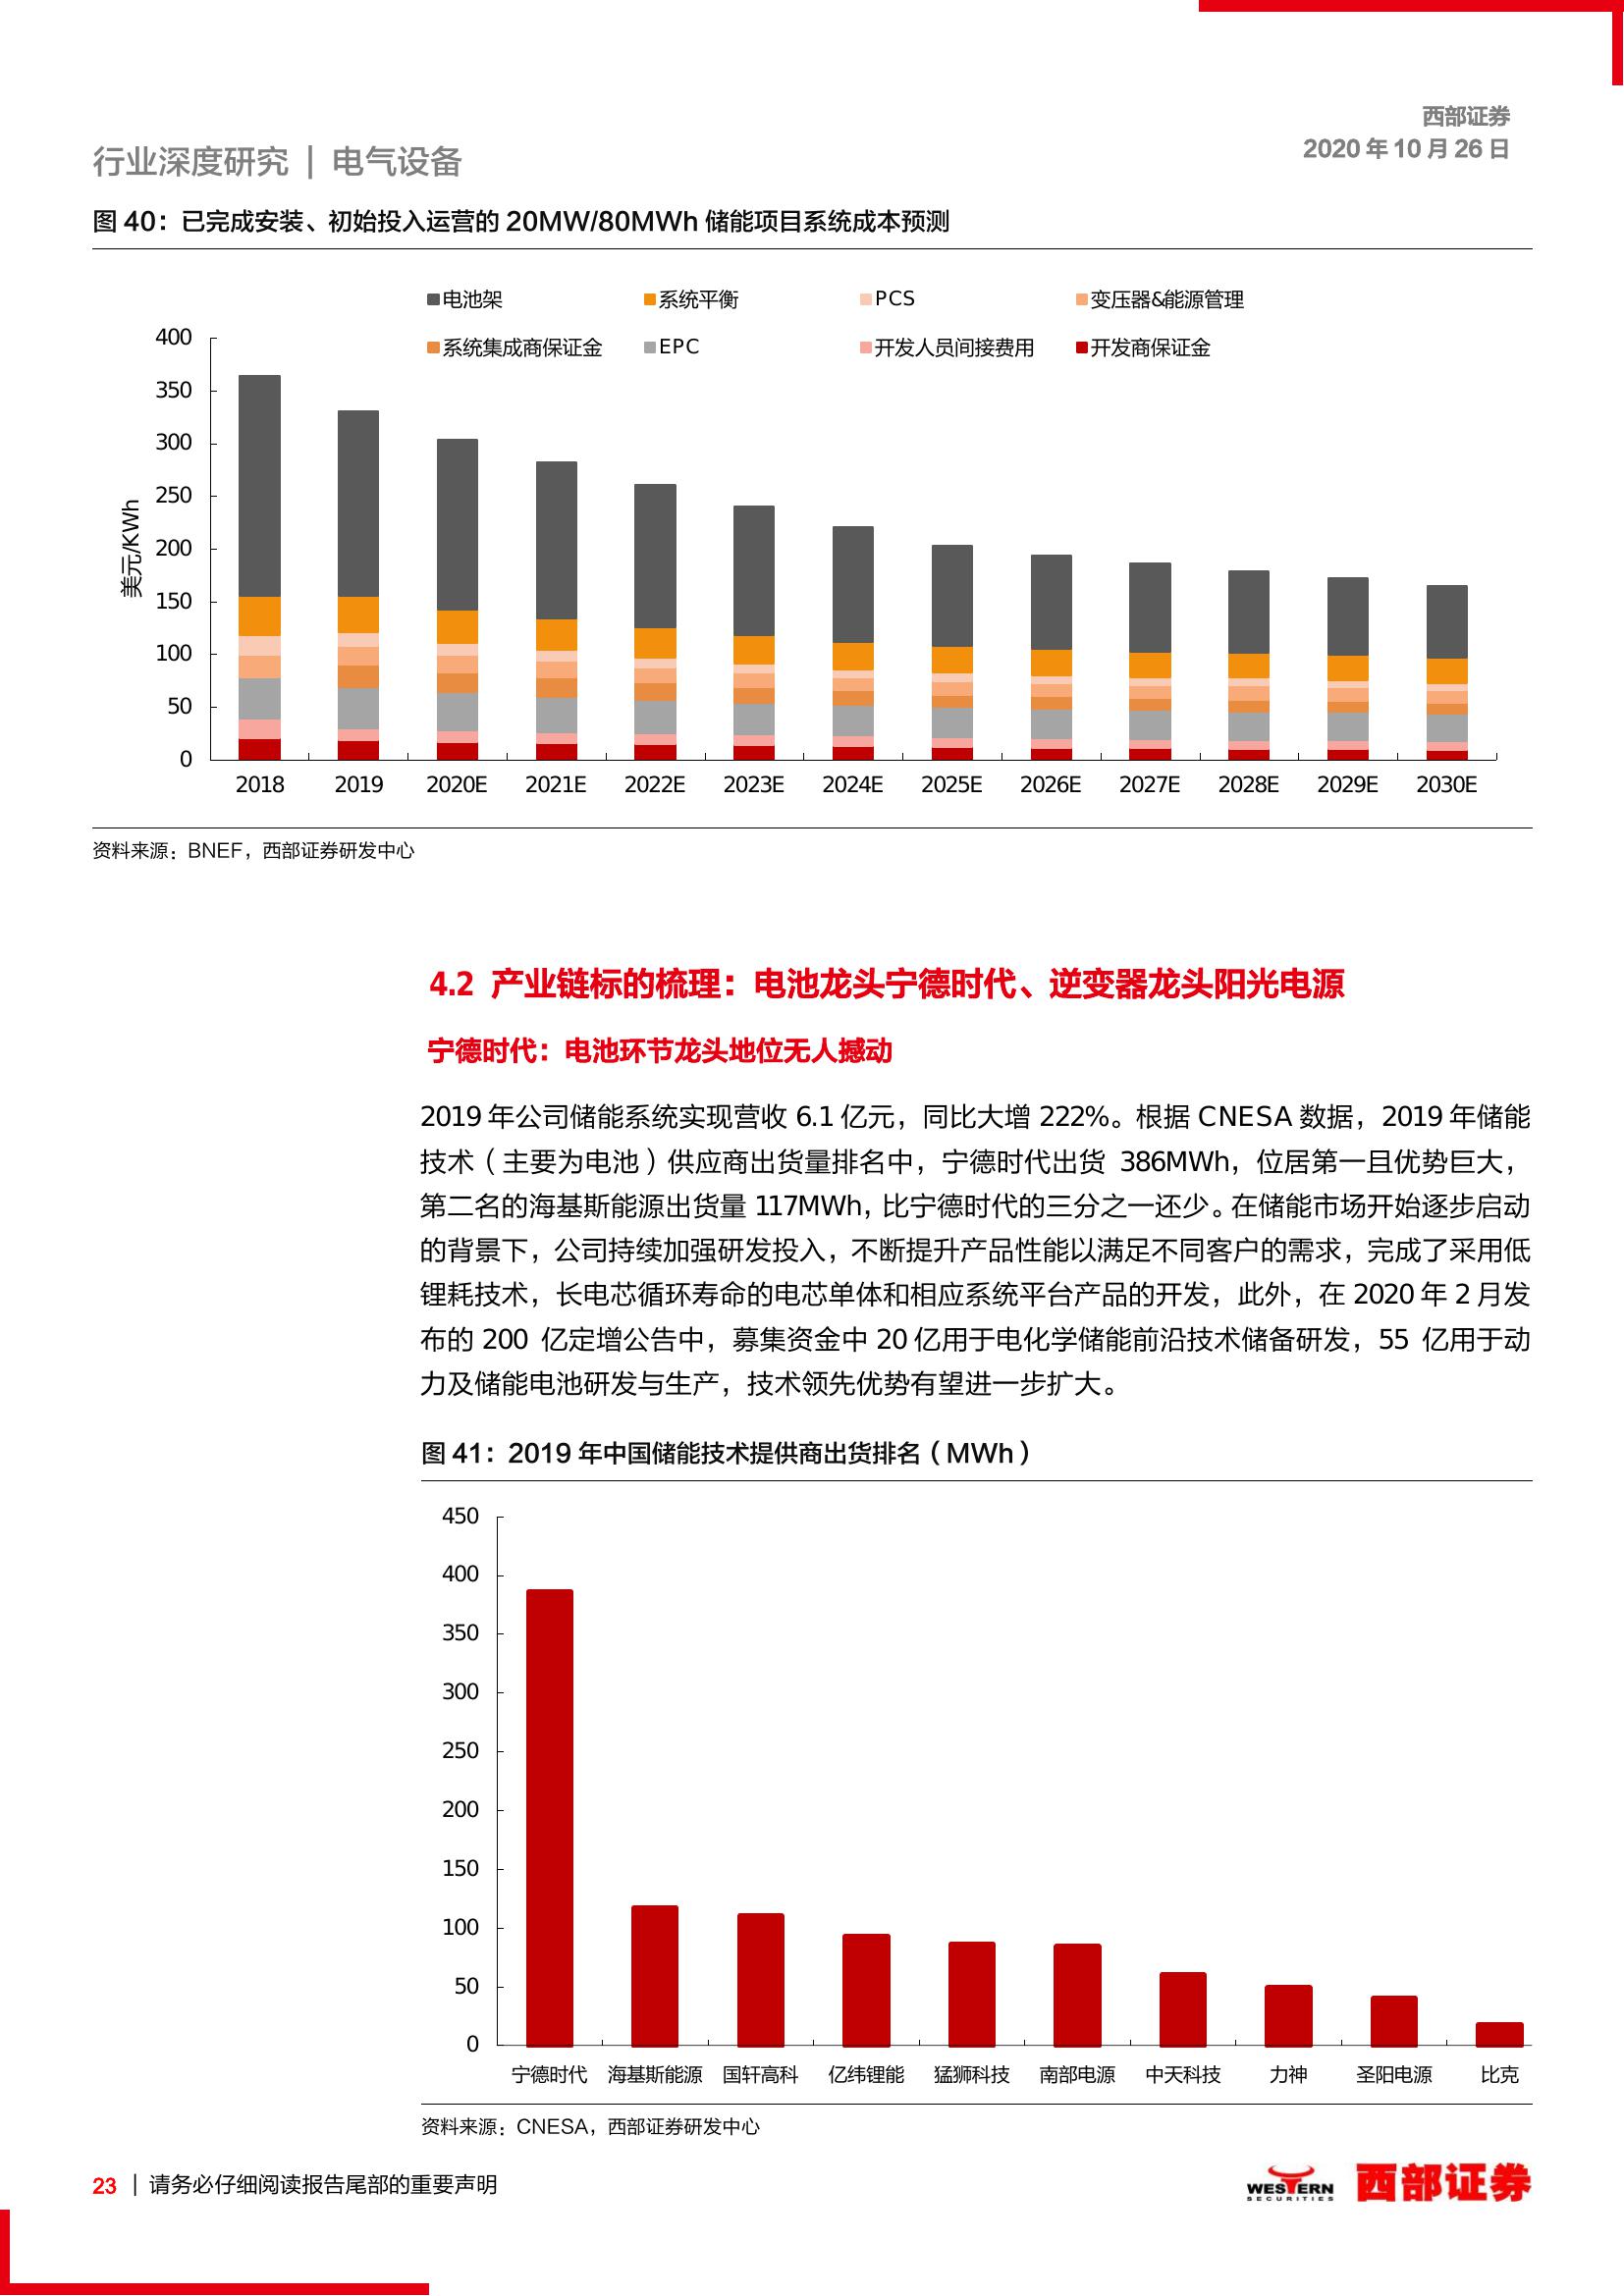 西部证券
2020 年 10 月 26 日
行业深度研究 | 电气设备
图 40：已完成安装、初始投入运营的 20MW/80MWh 储能项目系统成本预测
电池架 系统平衡 PCS 变压器&能源管理
系统集成商保证金 EPC 开发人员间接费用 开发商保证金
美元/KWh
400
350
300
250
200
150
100
50
0
2018 2019 2020E 2021E 2022E 2023E 2024E 2025E 2026E 2027E 2028E 2029E 2030E
资料来源：BNEF，西部证券研发中心
4.2 产业链标的梳理：电池龙头宁德时代、逆变器龙头阳光电源
宁德时代：电池环节龙头地位无人撼动
2019 年公司储能系统实现营收 6.1 亿元，同比大增 222%。根据 CNESA 数据，2019 年储能
技术（主要为电池）供应商出货量排名中，宁德时代出货 386MWh，位居第一且优势巨大，
第二名的海基斯能源出货量 117MWh，比宁德时代的三分之一还少。在储能市场开始逐步启动
的背景下，公司持续加强研发投入，不断提升产品性能以满足不同客户的需求，完成了采用低
锂耗技术，长电芯循环寿命的电芯单体和相应系统平台产品的开发，此外，在 2020 年 2 月发
布的 200 亿定增公告中，募集资金中 20 亿用于电化学储能前沿技术储备研发，55 亿用于动
力及储能电池研发与生产，技术领先优势有望进一步扩大。
图 41：2019 年中国储能技术提供商出货排名（MWh）
450
400
350
300
250
200
150
100
50
0
宁德时代 海基斯能源 国轩高科 亿纬锂能 猛狮科技 南部电源 中天科技 力神 圣阳电源 比克
资料来源：CNESA，西部证券研发中心
23 | 请务必仔细阅读报告尾部的重要声明
WESTERN
SECURITIES
西部证券